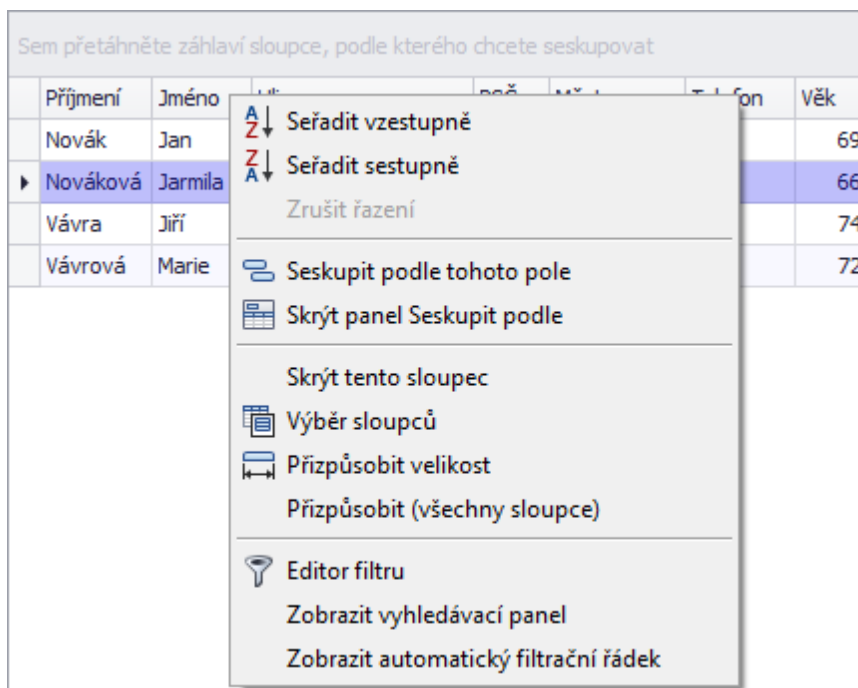 Sem přetáhněte záhlaví sloupce, podle kterého chcete seskupovat
Příjmení Jméno Věk
Novák Jan 69
Nováková Jarmila 66
Vávra Jiří 74
Vávrová Marie 72
Seřadit vzestupně
Seřadit sestupně
Zrušit řazení
Seskupit podle tohoto pole
Skrýt panel Seskupit podle
Skrýt tento sloupec
Výběr sloupců
Přizpůsobit velikost
Přizpůsobit (všechny sloupce)
Editor filtru
Zobrazit vyhledávací panel
Zobrazit automatický filtrační řádek